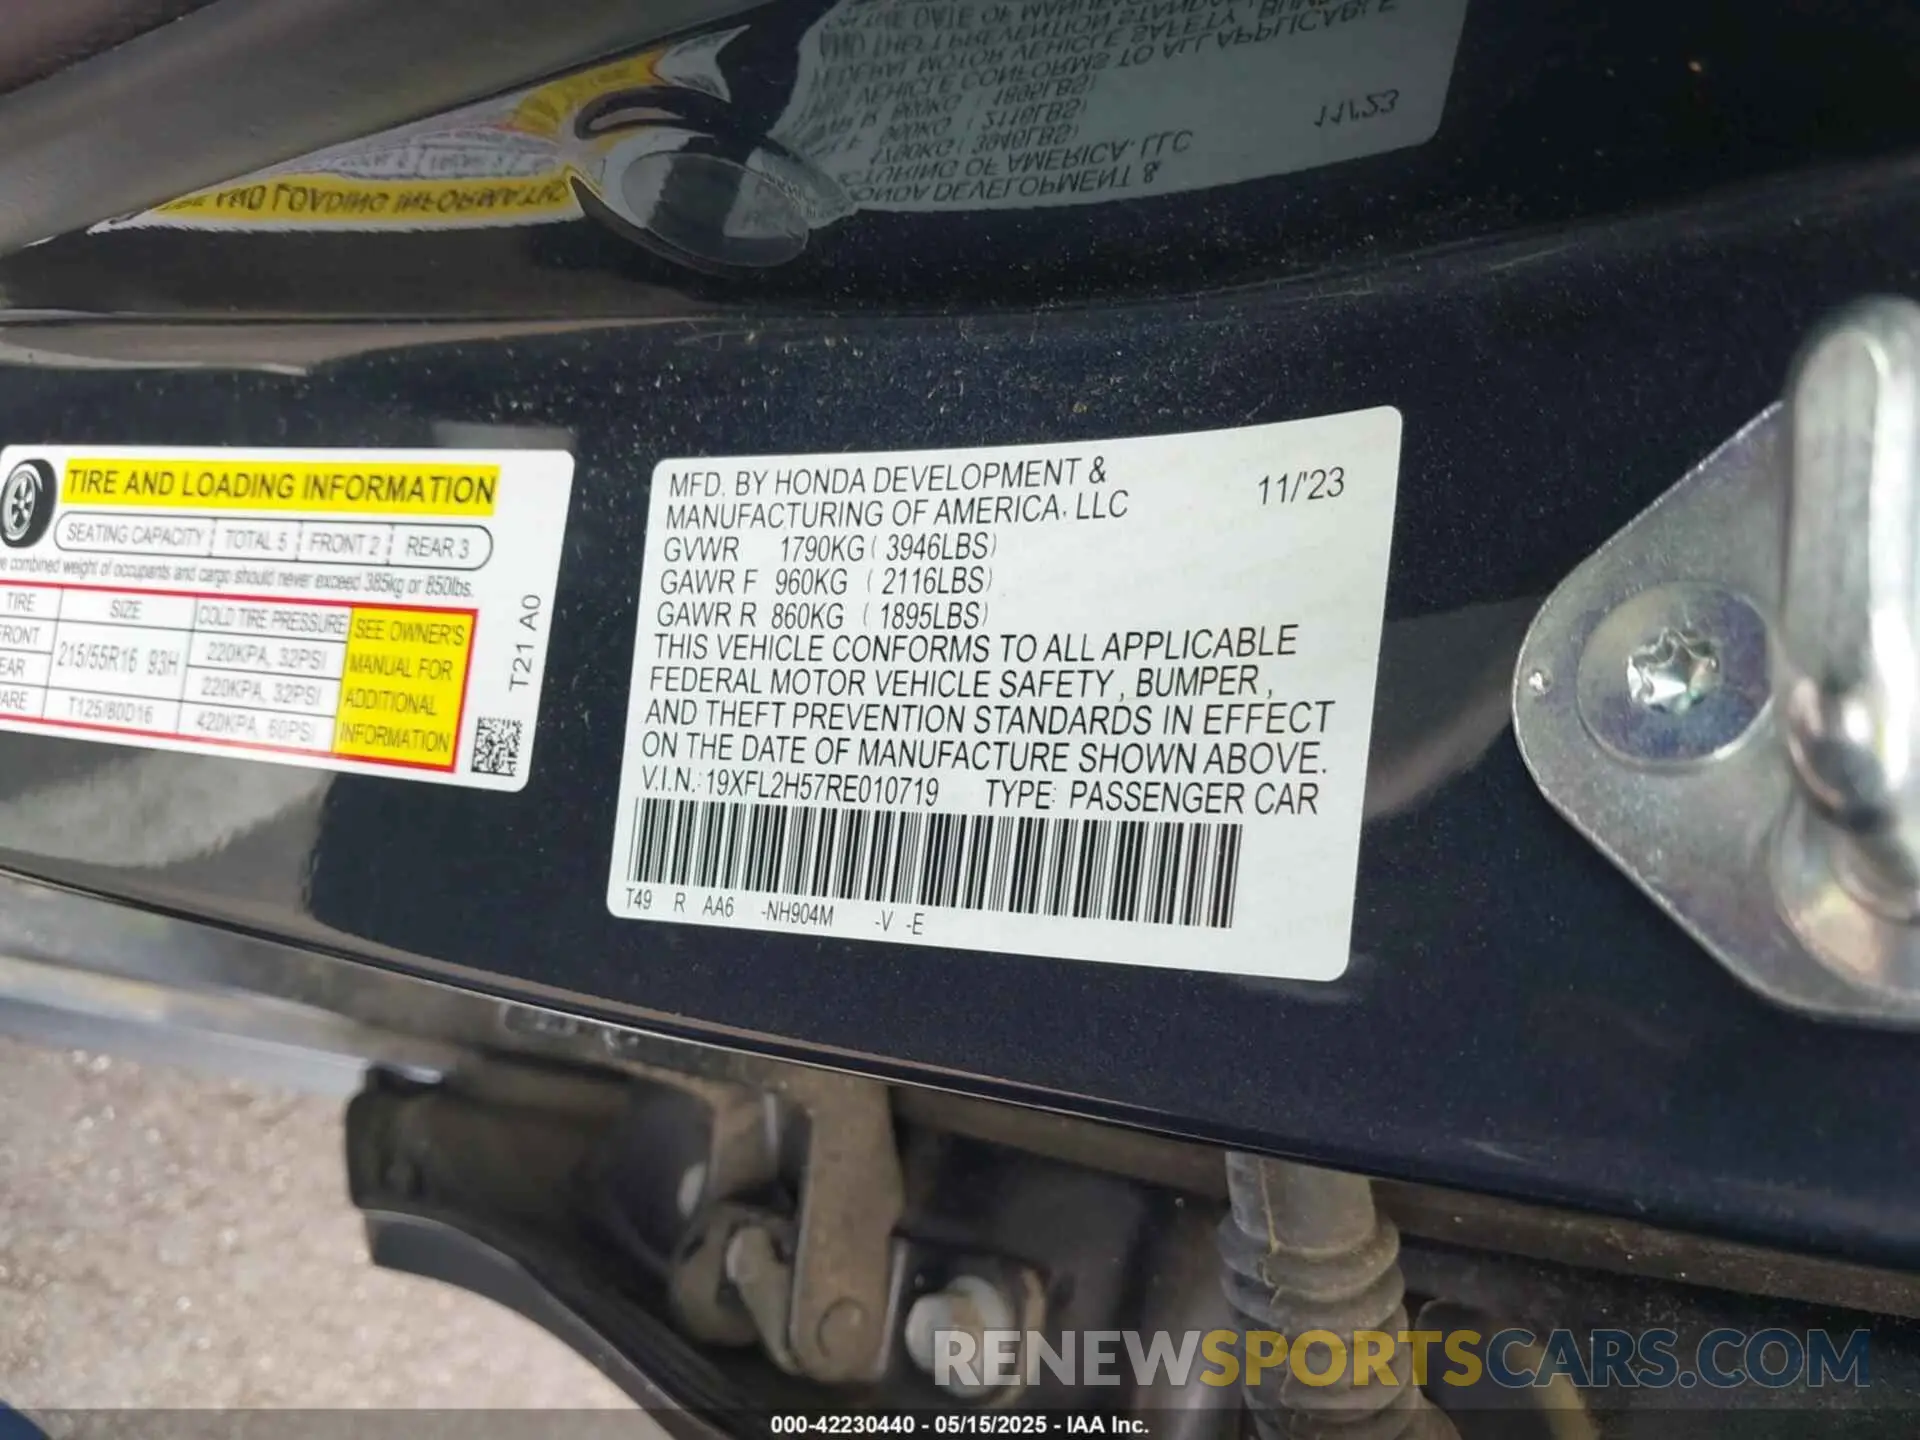 TIRE AND LOADING INFORMATION
SEATING CAPACITY TOTAL 5 FRONT 2 REAR 3
combined weight of occupants and cargo should never exceed 385kg or 850lbs.
TIRE SIZE COLD TIRE PRESSURE
215/55R16 93H 220KPA, 32PSI
220KPA, 32PSI
T125/80D16 420KPA, 60PSI
SEE OWNER'S
MANUAL FOR
ADDITIONAL
INFORMATION
T21 A0
MFD. BY HONDA DEVELOPMENT &
MANUFACTURING OF AMERICA, LLC 11/'23
GVWR 1790KG ( 3946LBS)
GAWR F 960KG ( 2116LBS)
GAWR R 860KG ( 1895LBS)
THIS VEHICLE CONFORMS TO ALL APPLICABLE
FEDERAL MOTOR VEHICLE SAFETY, BUMPER,
AND THEFT PREVENTION STANDARDS IN EFFECT
ON THE DATE OF MANUFACTURE SHOWN ABOVE.
V.I.N.: 19XFL2H57RE010719 TYPE: PASSENGER CAR
T49 R AA6 -NH904M -V -E
RENEWSPORTSCARS.COM
000-42230440 - 05/15/2025 - IAA Inc.